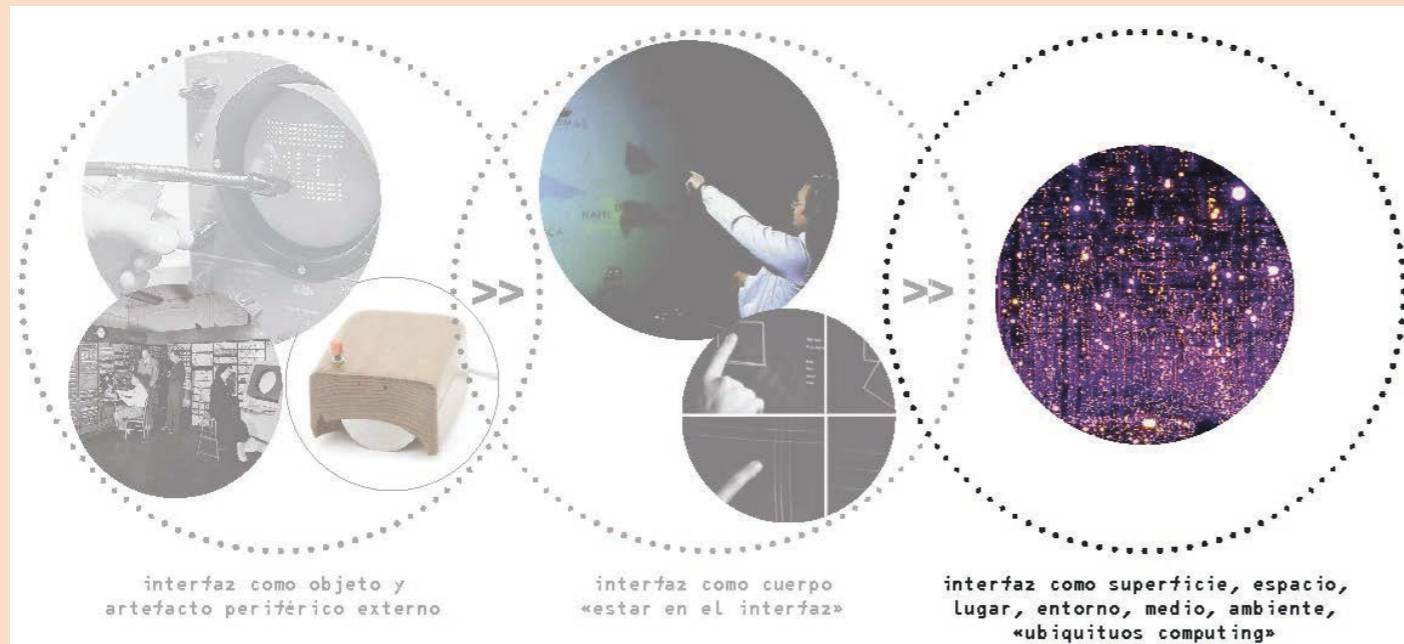 MIT
>>
>>
interfaz como objeto y
artefacto periférico externo
interfaz como cuerpo
«estar en el interfaz»
interfaz como superficie, espacio,
lugar, entorno, medio, ambiente,
«ubiquituos computing»